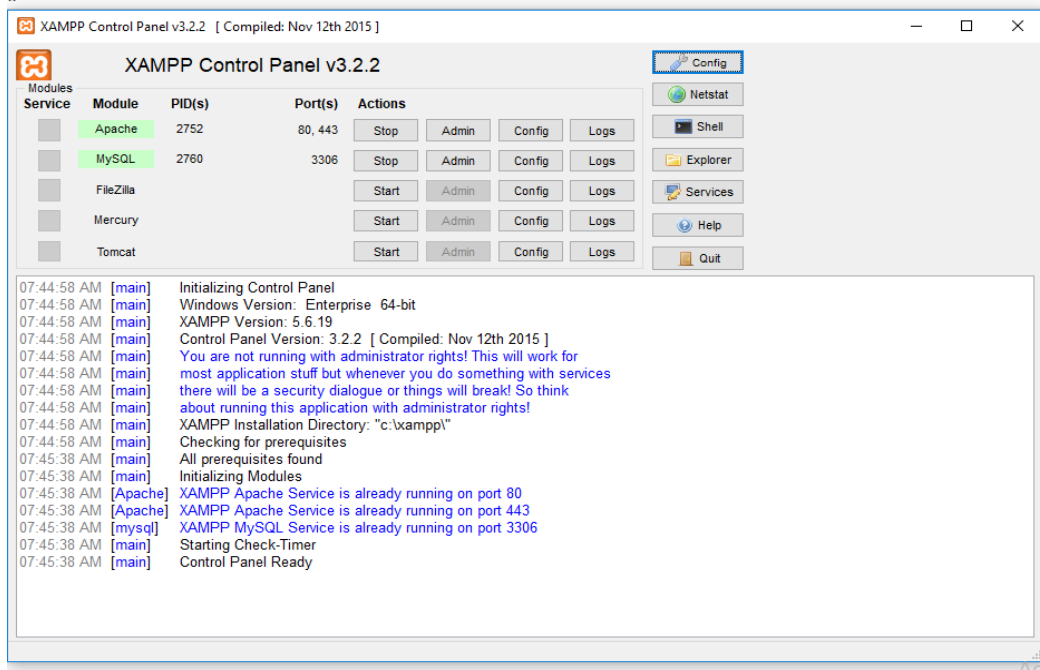 XAMPP Control Panel v3.2.2 [ Compiled: Nov 12th 2015 ]
XAMPP Control Panel v3.2.2
Modules
Service Module PID(s) Port(s) Actions
Apache 2752 80, 443 Stop Admin Config Logs
MySQL 2760 3306 Stop Admin Config Logs
FileZilla Start Admin Config Logs
Mercury Start Admin Config Logs
Tomcat Start Admin Config Logs
Config
Netstat
Shell
Explorer
Services
Help
Quit
07:44:58 AM [main] Initializing Control Panel
07:44:58 AM [main] Windows Version: Enterprise 64-bit
07:44:58 AM [main] XAMPP Version: 5.6.19
07:44:58 AM [main] Control Panel Version: 3.2.2 [ Compiled: Nov 12th 2015 ]
07:44:58 AM [main] You are not running with administrator rights! This will work for
07:44:58 AM [main] most application stuff but whenever you do something with services
07:44:58 AM [main] there will be a security dialogue or things will break! So think
07:44:58 AM [main] about running this application with administrator rights!
07:44:58 AM [main] XAMPP Installation Directory: "c:\xampp\"
07:44:58 AM [main] Checking for prerequisites
07:45:38 AM [main] All prerequisites found
07:45:38 AM [main] Initializing Modules
07:45:38 AM [Apache] XAMPP Apache Service is already running on port 80
07:45:38 AM [Apache] XAMPP Apache Service is already running on port 443
07:45:38 AM [mysql] XAMPP MySQL Service is already running on port 3306
07:45:38 AM [main] Starting Check-Timer
07:45:38 AM [main] Control Panel Ready